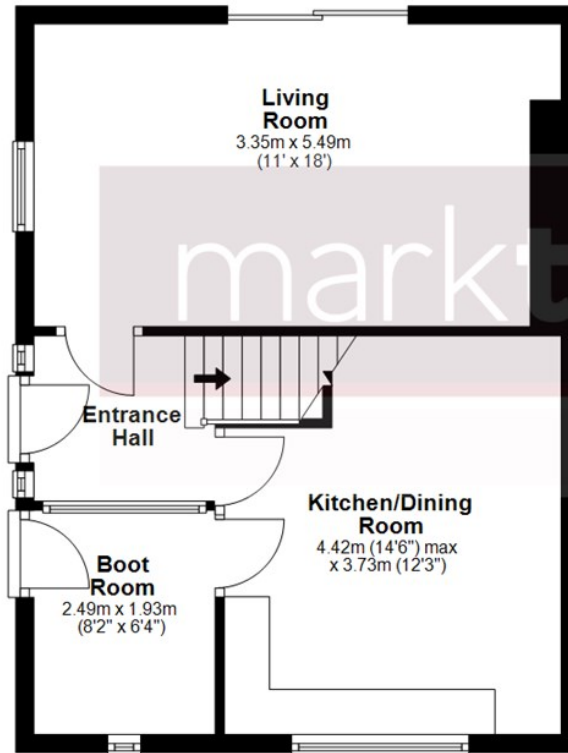 Living
Room
3.35m x 5.49m
(11' x 18')
markt
Entrance
Hall
Kitchen/Dining
Room
4.42m (14'6") max
x 3.73m (12'3")
Boot
Room
2.49m x 1.93m
(8'2" x 6'4")